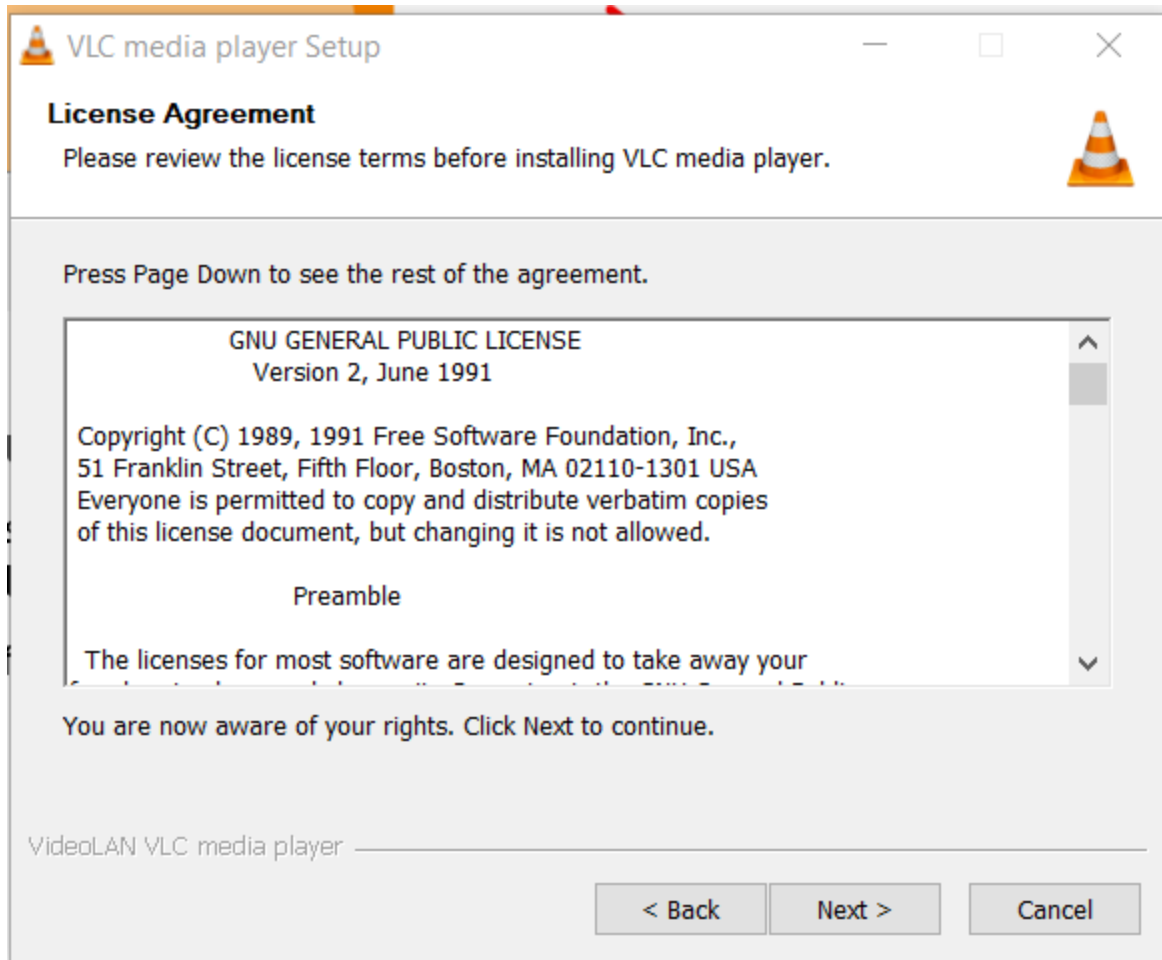 VLC media player Setup
License Agreement
Please review the license terms before installing VLC media player.
Press Page Down to see the rest of the agreement.
GNU GENERAL PUBLIC LICENSE
Version 2, June 1991
Copyright (C) 1989, 1991 Free Software Foundation, Inc.,
51 Franklin Street, Fifth Floor, Boston, MA 02110-1301 USA
Everyone is permitted to copy and distribute verbatim copies
of this license document, but changing it is not allowed.
Preamble
The licenses for most software are designed to take away your
You are now aware of your rights. Click Next to continue.
VideoLAN VLC media player
< Back
Next >
Cancel